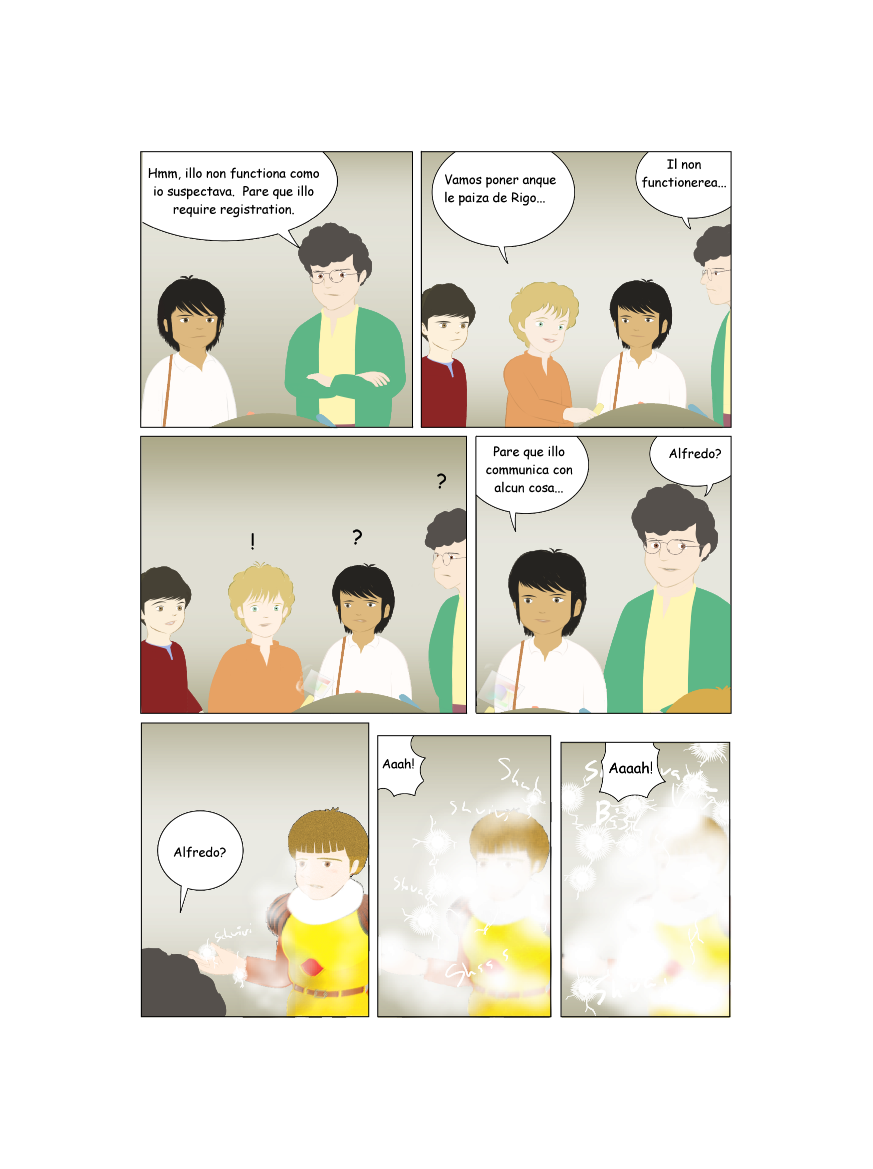 Hmm, illo non functiona como
io suspectava. Pare que illo
require registration.
Vamos poner anque
le paiza de Rigo...
Il non
functionerea...
!
?
?
Pare que illo
communica con
alcun cosa...
Alfredo?
Alfredo?
Aaah!
Shuh
Aaaah!